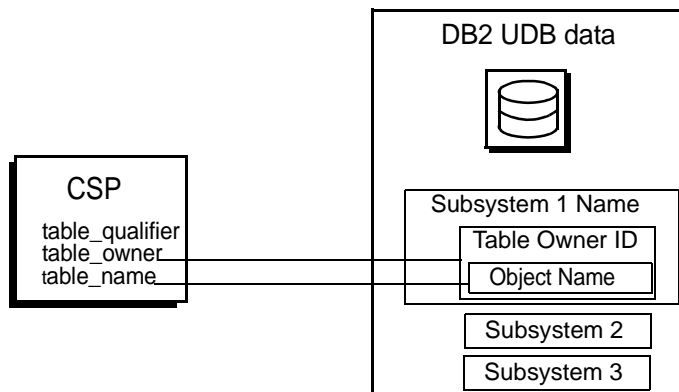 DB2 UDB data
CSP
table_qualifier
table_owner
table_name
Subsystem 1 Name
Table Owner ID
Object Name
Subsystem 2
Subsystem 3